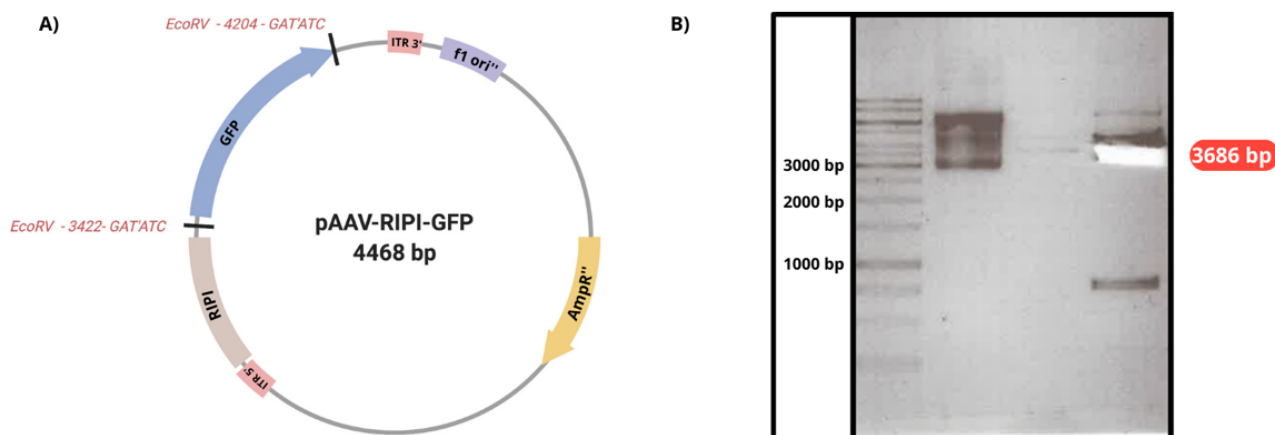 A)
EcoRV - 4204 - GAT'ATC
ITR 3'
f1 ori"
GFP
EcoRV - 3422- GAT'ATC
pAAV-RIPI-GFP
4468 bp
RIPI
AmpR"
ITR 5'
B)
3686 bp
3000 bp
2000 bp
1000 bp